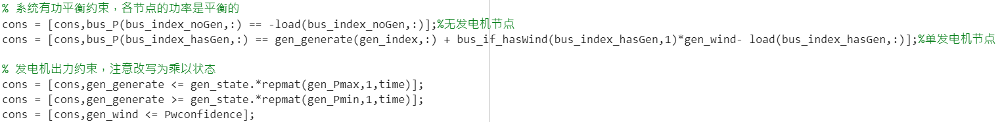 % 系统有功平衡约束，各节点的功率是平衡的
cons = [cons,bus_P(bus_index_noGen,:) == -load(bus_index_noGen,:)];%无发电机节点
cons = [cons,bus_P(bus_index_hasGen,:) == gen_generate(gen_index,:) + bus_if_hasWind(bus_index_hasGen,1)*gen_wind- load(bus_index_hasGen,:)];%单发电机节点
% 发电机出力约束，注意改写为乘以状态
cons = [cons,gen_generate <= gen_state.*repmat(gen_Pmax,1,time)];
cons = [cons,gen_generate >= gen_state.*repmat(gen_Pmin,1,time)];
cons = [cons,gen_wind <= Pwconfidence];